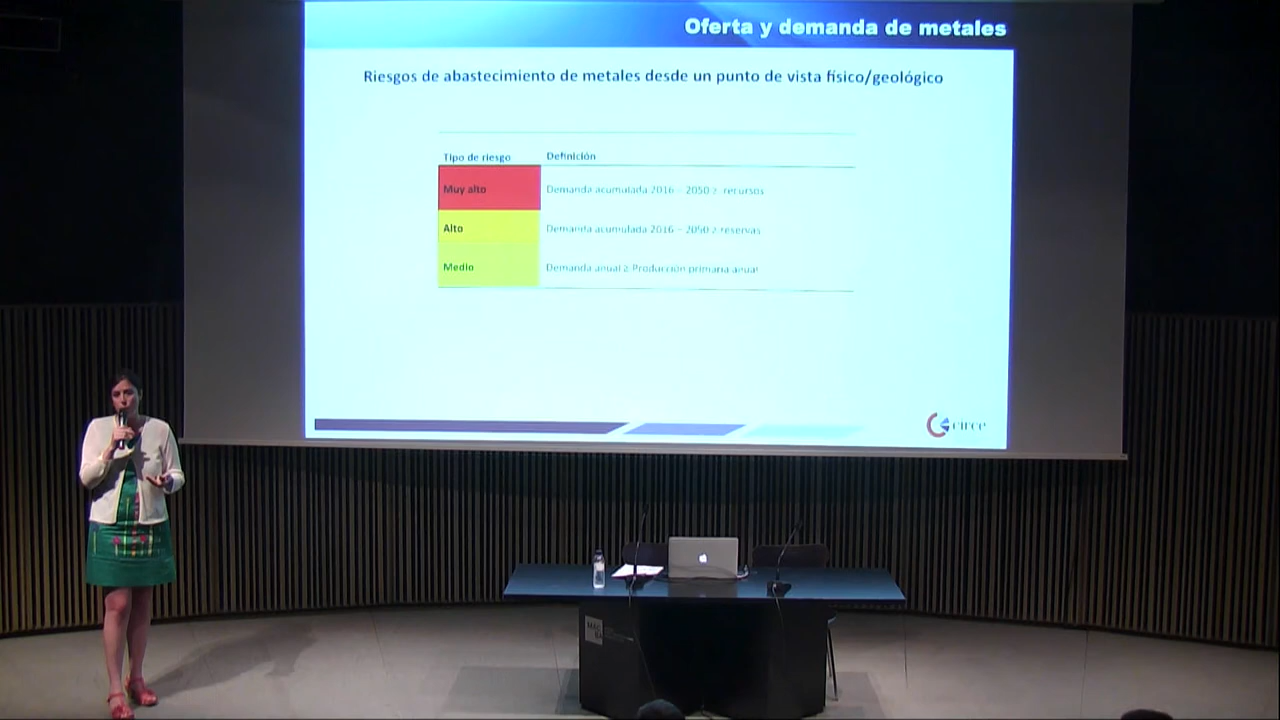 Oferta y demanda de metales
Riesgos de abastecimiento de metales desde un punto de vista físico/geológico
Tipo de riesgo Definición
Muy alto Demanda acumulada 2016 – 2050 ≥ recursos
Alto Demanda acumulada 2016 – 2050 ≥ reservas
Medio Demanda anual ≥ Producción primaria anual
circe
MAC
BA